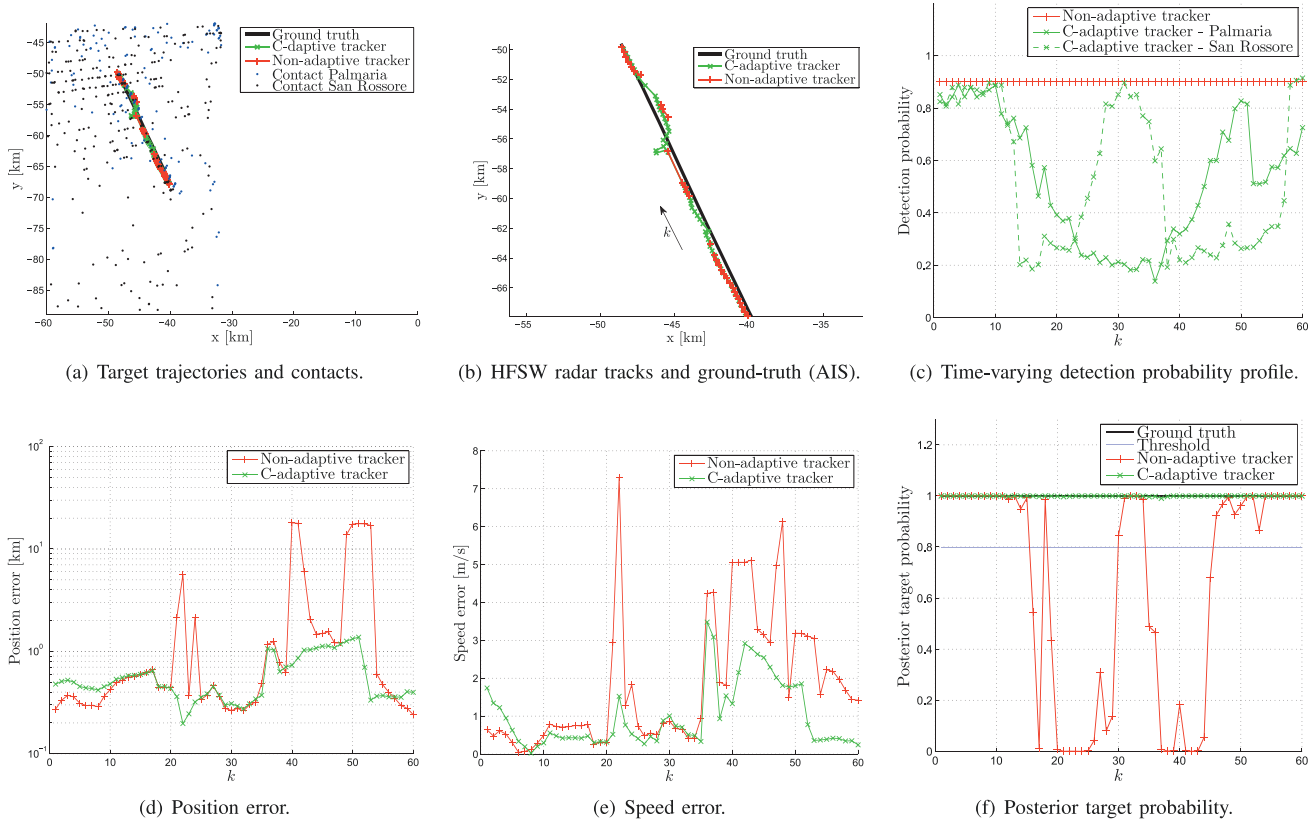 Ground truth
C-daptive tracker
Non-adaptive tracker
Contact Palmaria
Contact San Rossore
−45
−50
−55
−60
−65
−70
−75
−80
−85
y [km]
−60
−50
−40
−30
−20
−10
0
x [km]
(a) Target trajectories and contacts.
Ground truth
C-adaptive tracker
Non-adaptive tracker
−50
−52
−54
−56
−58
−60
−62
−64
−66
y [km]
k
−55
−50
−45
−40
−35
x [km]
(b) HFSW radar tracks and ground-truth (AIS).
Non-adaptive tracker
C-adaptive tracker - Palmaria
C-adaptive tracker - San Rossore
1
0,8
0,6
0,4
0,2
0
Detection probability
0
10
20
30
40
50
60
k
(c) Time-varying detection probability profile.
Non-adaptive tracker
C-adaptive tracker
10²
10¹
10⁰
10⁻¹
Position error [km]
0
10
20
30
40
50
60
k
(d) Position error.
Non-adaptive tracker
C-adaptive tracker
8
7
6
5
4
3
2
1
0
Speed error [m/s]
0
10
20
30
40
50
60
k
(e) Speed error.
Ground truth
Threshold
Non-adaptive tracker
C-adaptive tracker
1.2
1
0.8
0.6
0.4
0.2
0
Posterior target probability
0
10
20
30
40
50
60
k
(f) Posterior target probability.